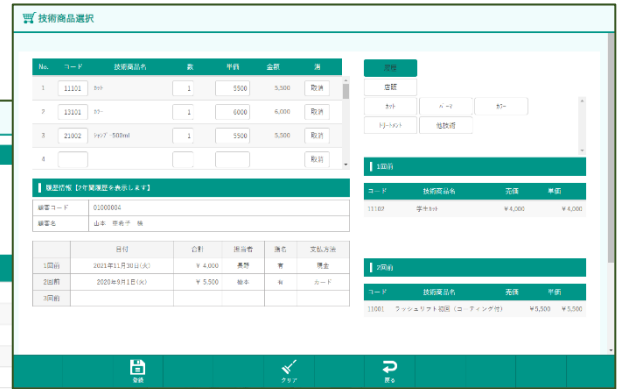 技術商品選択
No. コード 技術商品名 数 単価 金額 消
1 11101 ｶｯﾄ 1 5500 5,500 取消
2 13101 ｶﾗｰ 1 6000 6,000 取消
3 21002 ｼｬﾝﾌﾟｰ500ml 1 5500 5,500 取消
4 取消
店販
ｶｯﾄ ﾊﾟｰﾏ ｶﾗｰ
ﾄﾘｰﾄﾒﾝﾄ 他技術
履歴情報【2年間履歴を表示します】
顧客コード 01000004
顧客名 山本 様
日付 合計 担当者 指名 支払方法
1回前 2021年11月30日(火) ￥ 4,000 長野 有 現金
2回前 2020年9月1日(火) ￥ 5,500 有 カード
3回前
1回前
コード 技術商品名 売価 単価
11102 学生ｶｯﾄ ￥4,000 ￥4,000
2回前
コード 技術商品名 売価 単価
11001 ラッシュリフト初回（コーティング付） ￥5,500 ￥5,500
登録 クリア 戻る